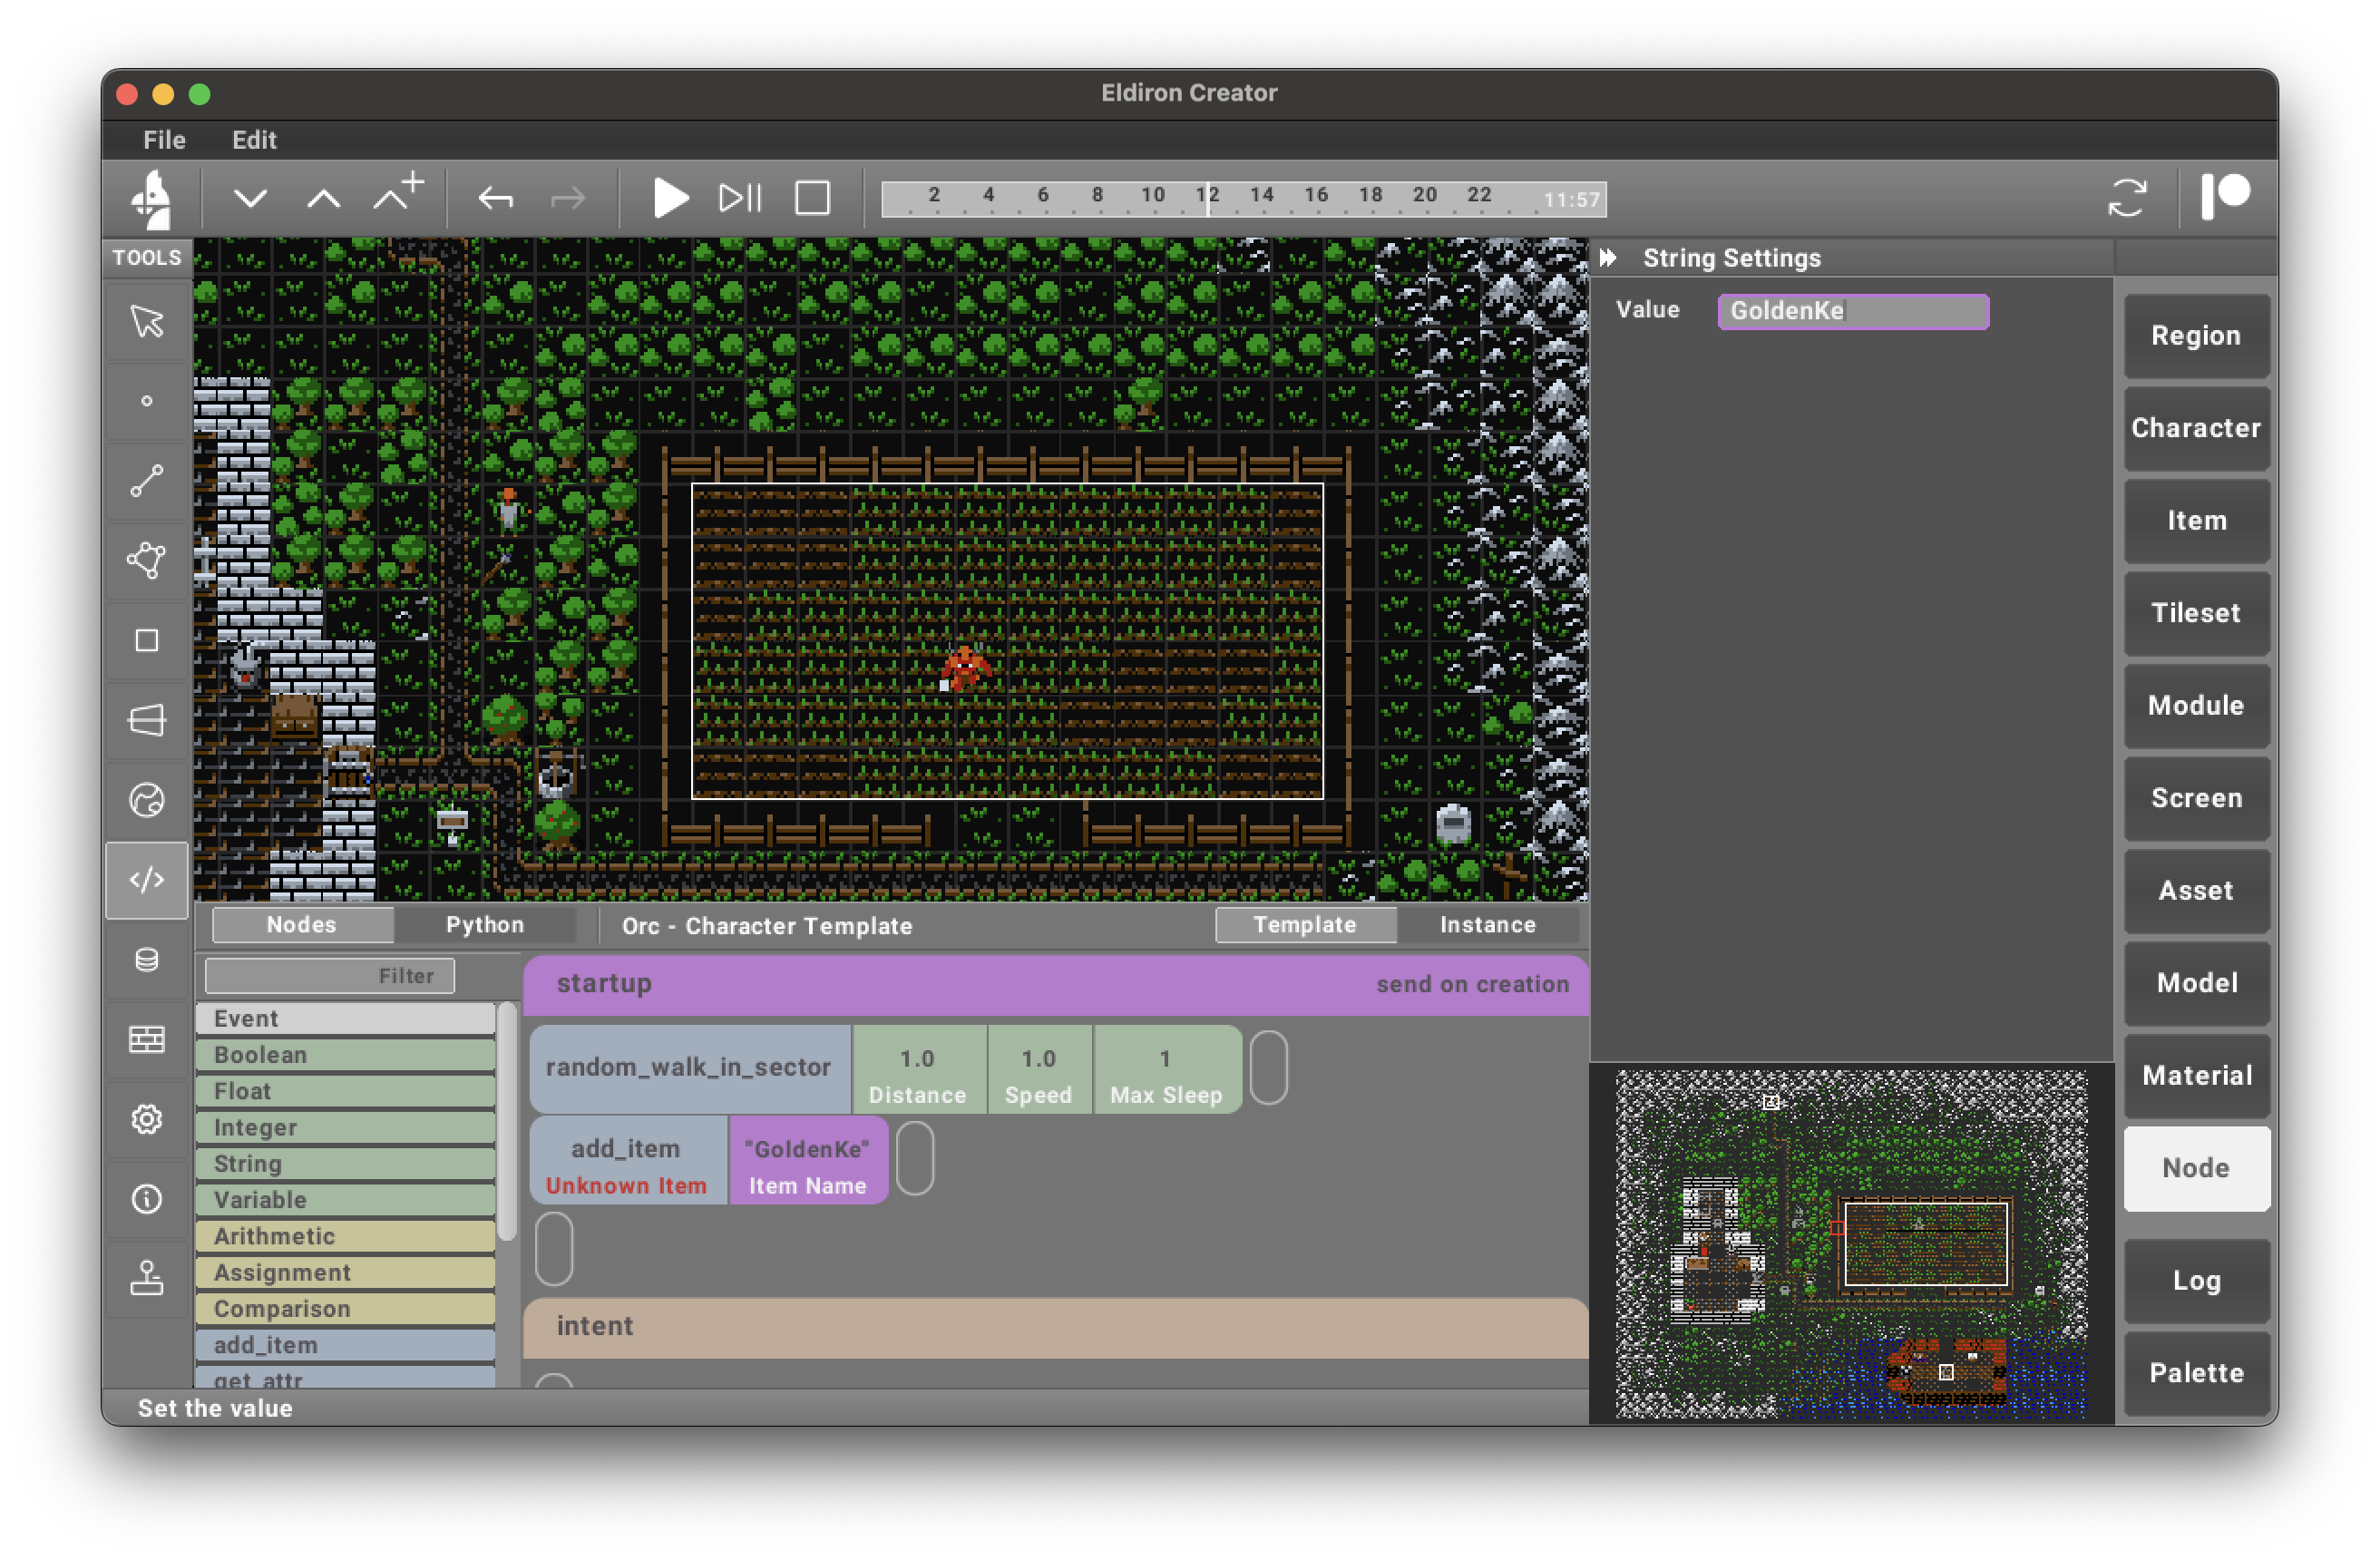 Eldiron Creator
File Edit
2 4 6 8 10 12 14 16 18 20 22 11:57
TOOLS
String Settings
Value GoldenKe
Region
Character
Item
Tileset
Module
Screen
Asset
Model
Material
Node
Log
Palette
Nodes Python Orc - Character Template Template Instance
Filter
Event
Boolean
Float
Integer
String
Variable
Arithmetic
Assignment
Comparison
add_item
get_attr
startup send on creation
random_walk_in_sector 1.0 1.0 1
Distance Speed Max Sleep
add_item "GoldenKe"
Unknown Item Item Name
intent
Set the value